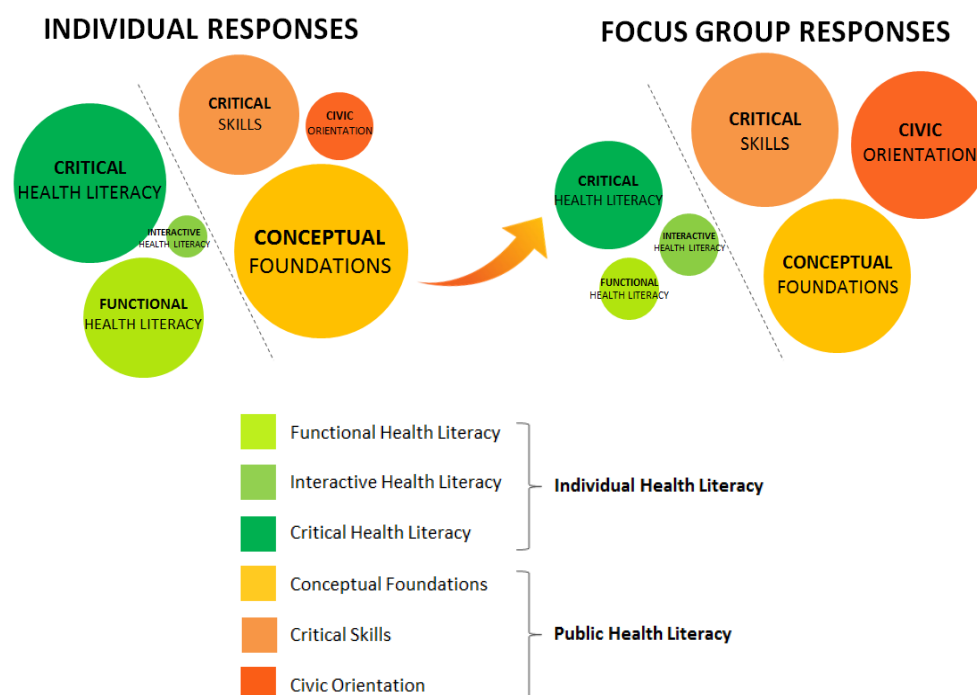 INDIVIDUAL RESPONSES
CRITICAL
SKILLS
CIVIC
ORIENTATION
CRITICAL
HEALTH LITERACY
INTERACTIVE
HEALTH LITERACY
CONCEPTUAL
FOUNDATIONS
FUNCTIONAL
HEALTH LITERACY
FOCUS GROUP RESPONSES
CRITICAL
SKILLS
CIVIC
ORIENTATION
CRITICAL
HEALTH LITERACY
INTERACTIVE
HEALTH LITERACY
CONCEPTUAL
FOUNDATIONS
FUNCTIONAL
HEALTH LITERACY
Functional Health Literacy
Interactive Health Literacy
Critical Health Literacy
Individual Health Literacy
Conceptual Foundations
Critical Skills
Civic Orientation
Public Health Literacy